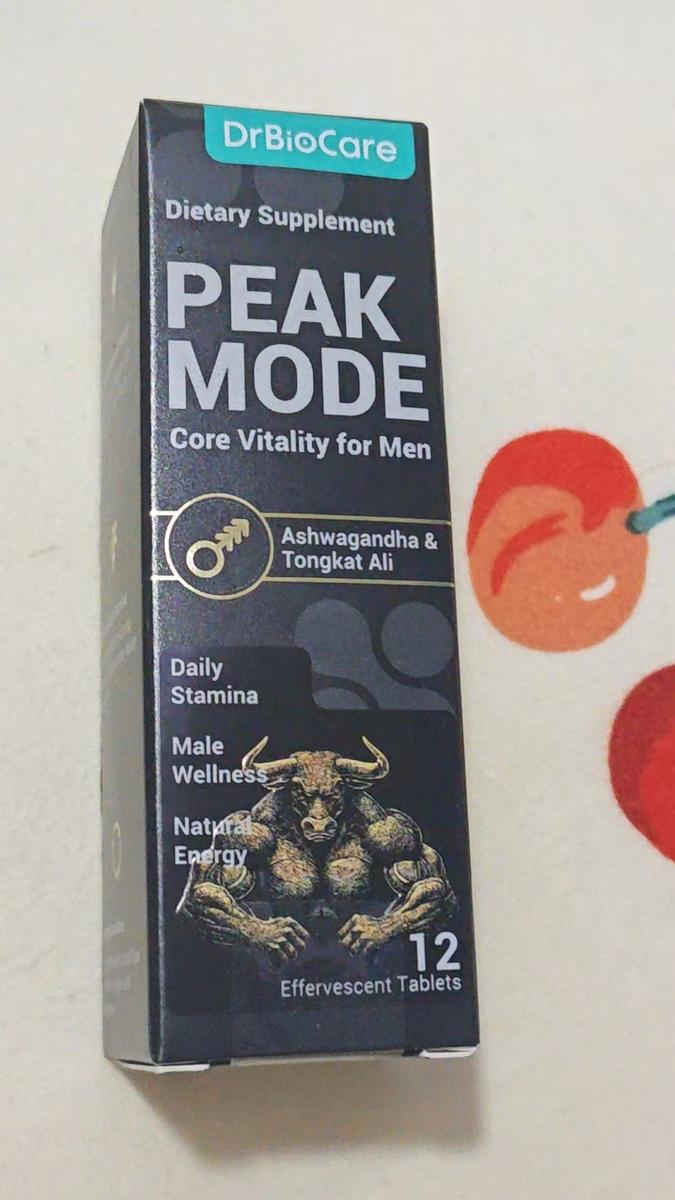 DrBioCare
Dietary Supplement
PEAK
MODE
Core Vitality for Men
Ashwagandha &
Tongkat Ali
Daily
Stamina
Male
Wellness
Natural
Energy
12
Effervescent Tablets